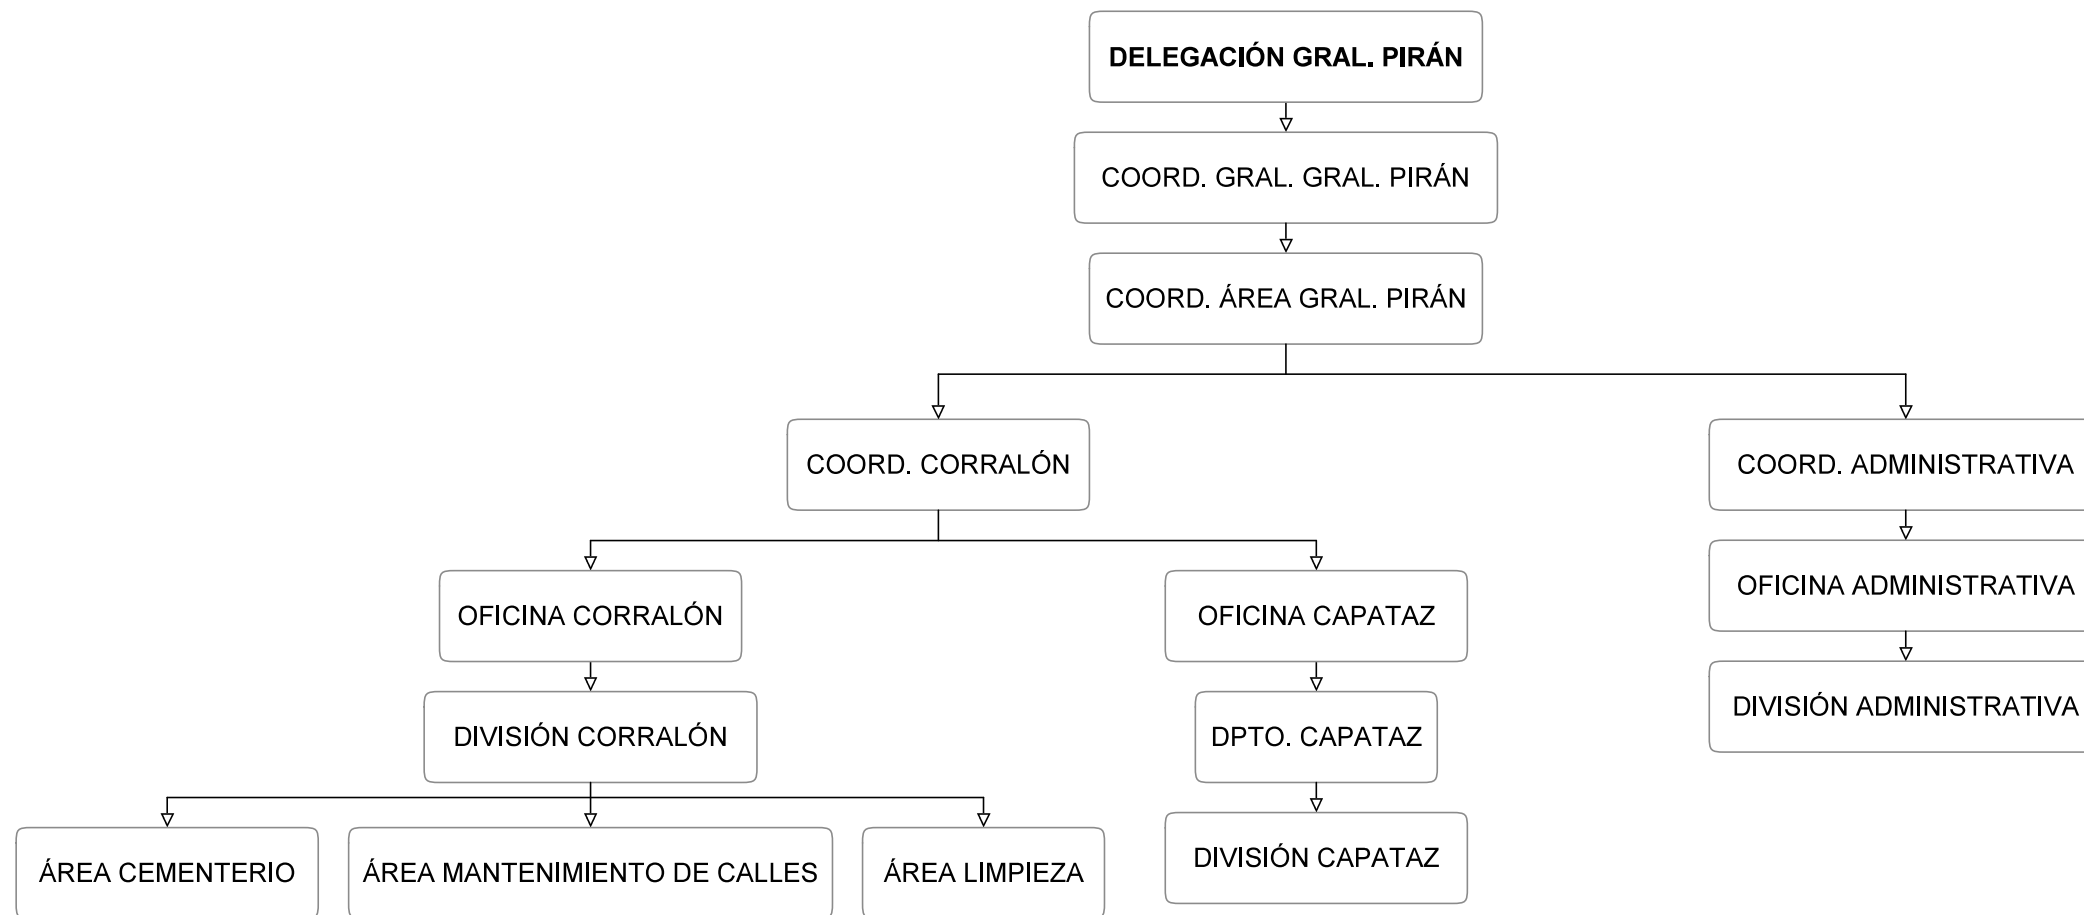 DELEGACIÓN GRAL. PIRÁN
COORD. GRAL. GRAL. PIRÁN
COORD. ÁREA GRAL. PIRÁN
COORD. CORRALÓN
COORD. ADMINISTRATIVA
OFICINA CORRALÓN
OFICINA CAPATAZ
OFICINA ADMINISTRATIVA
DIVISIÓN CORRALÓN
DPTO. CAPATAZ
DIVISIÓN ADMINISTRATIVA
ÁREA CEMENTERIO
ÁREA MANTENIMIENTO DE CALLES
ÁREA LIMPIEZA
DIVISIÓN CAPATAZ